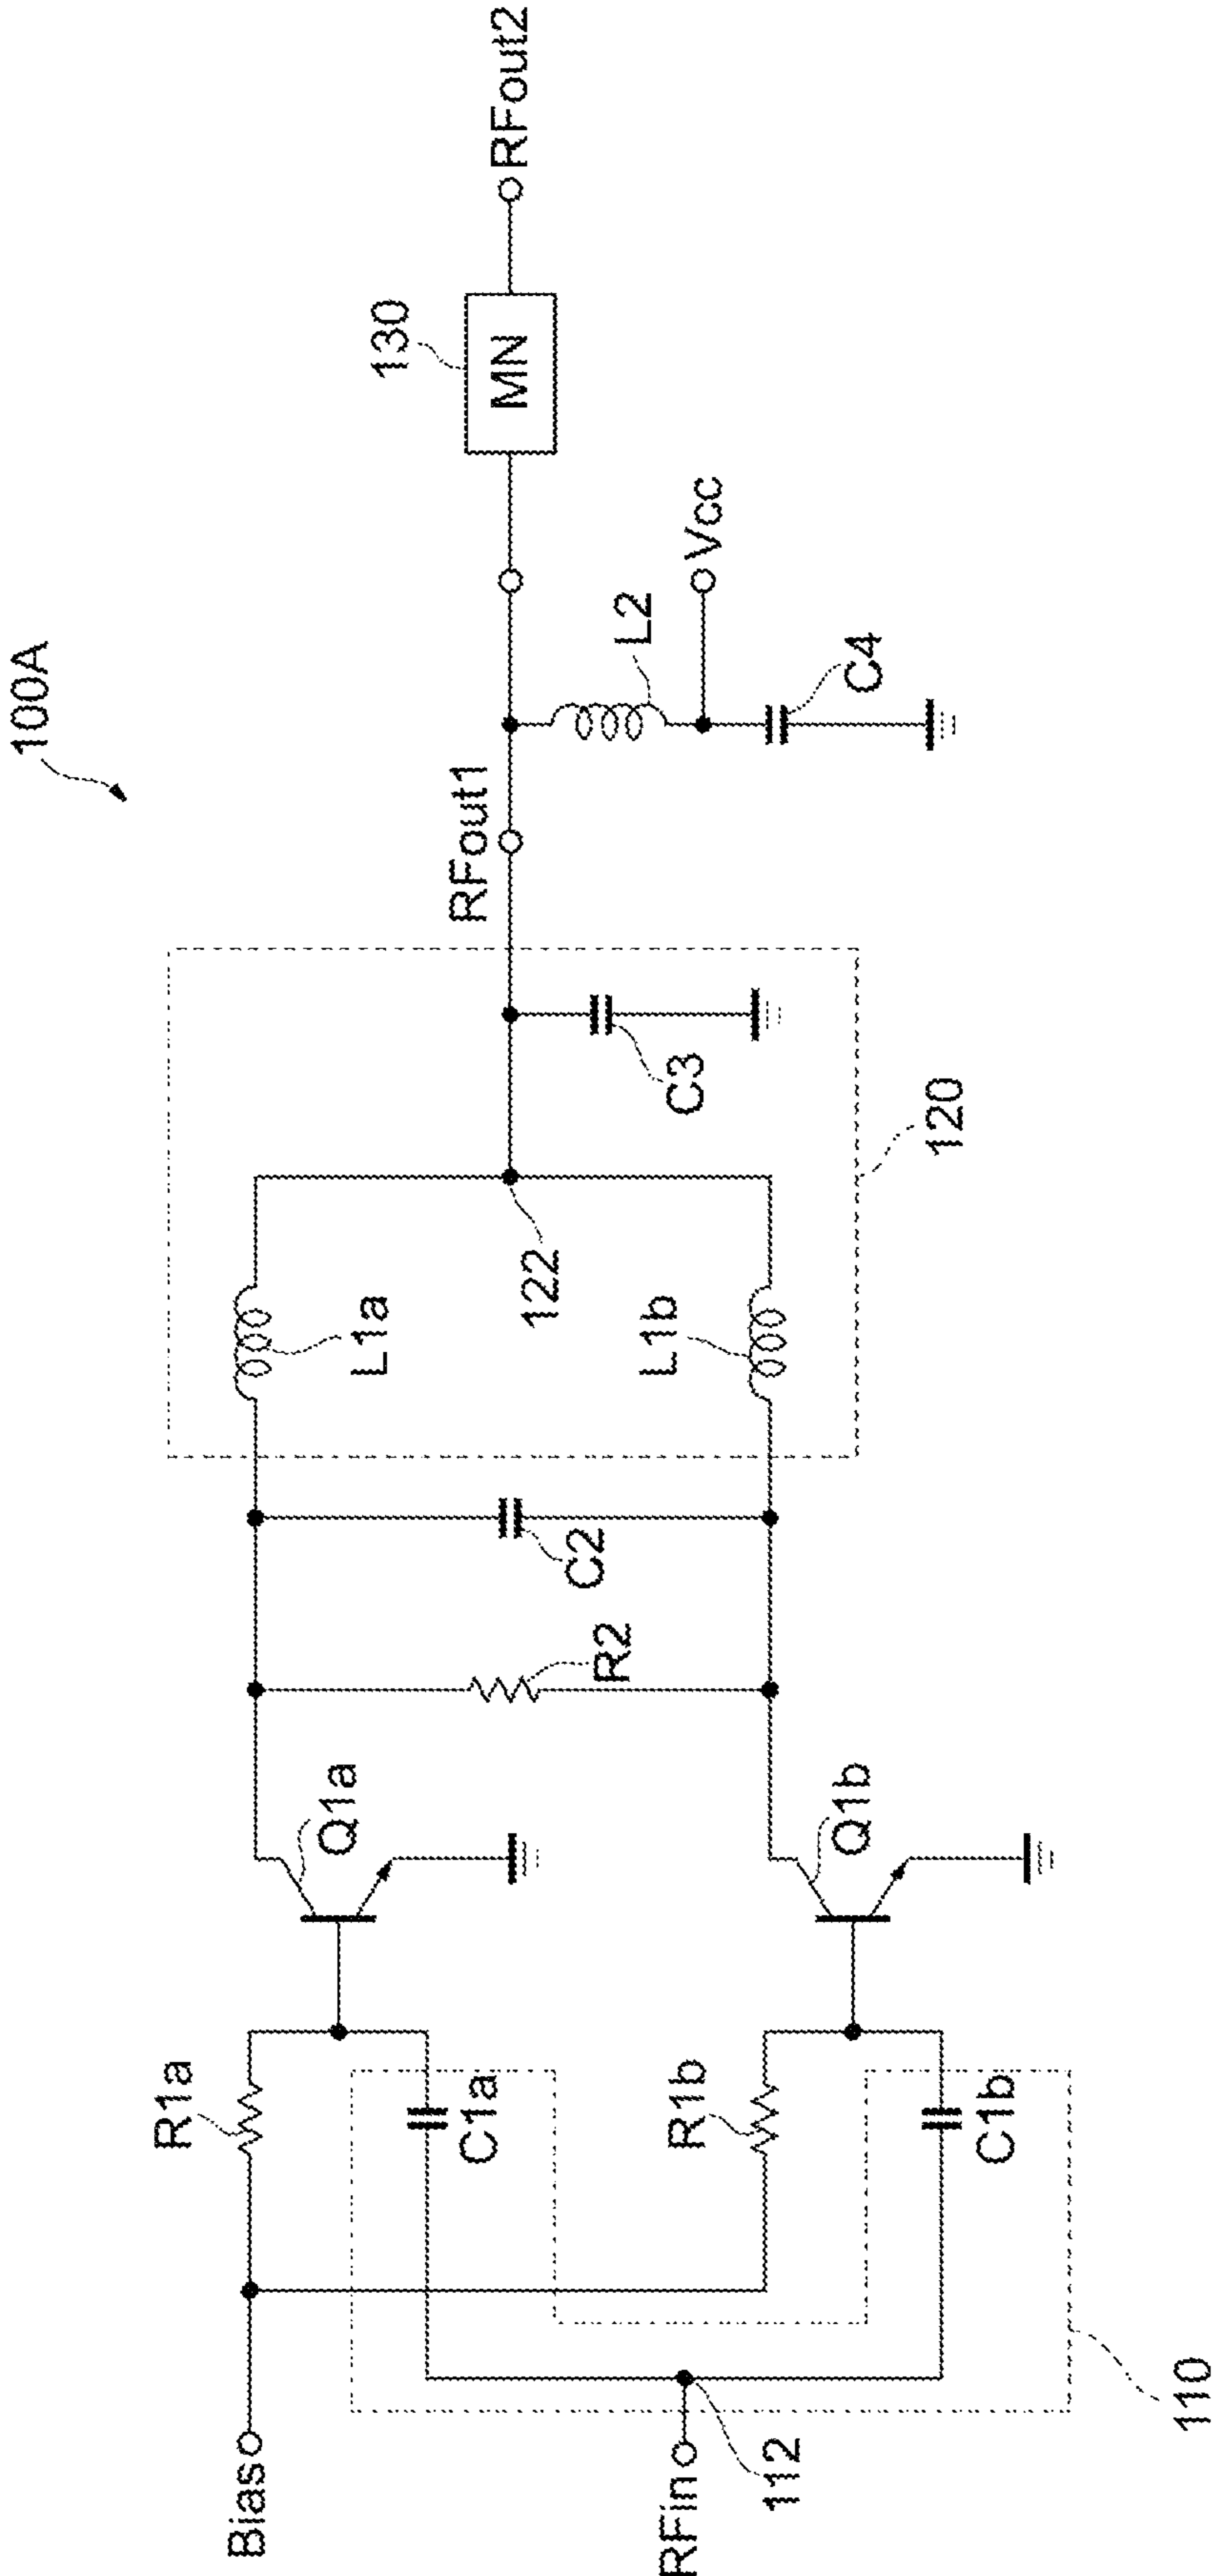 100A
Bias
RFin
112
110
R1a
C1a
R1b
C1b
Q1a
Q1b
R2
C2
L1a
L1b
122
C3
120
RFout1
L2
Vcc
C4
130
MN
RFout2